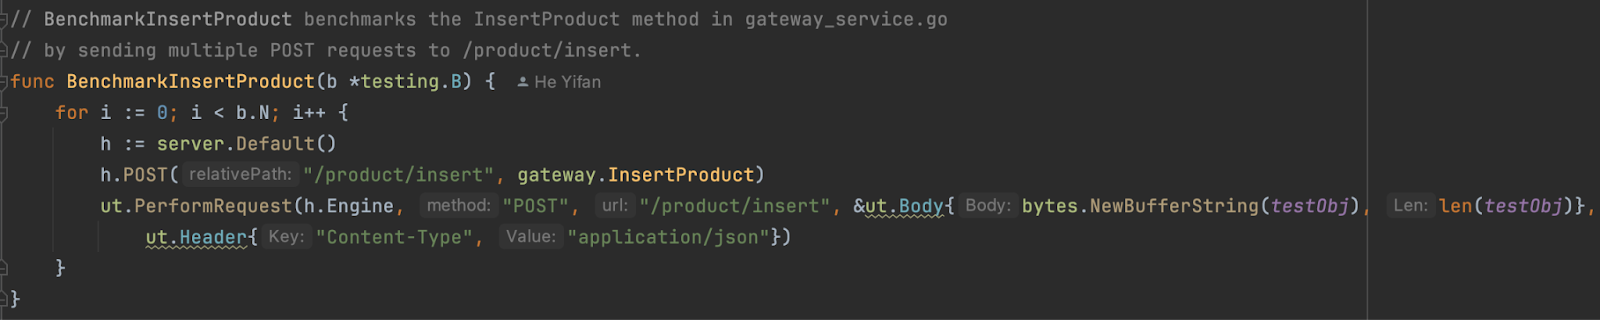 // BenchmarkInsertProduct benchmarks the InsertProduct method in gateway_service.go
// by sending multiple POST requests to /product/insert.
func BenchmarkInsertProduct(b *testing.B) { He Yifan
for i := 0; i < b.N; i++ {
h := server.Default()
h.POST( relativePath: "/product/insert", gateway.InsertProduct)
ut.PerformRequest(h.Engine, method: "POST", url: "/product/insert", &ut.Body{ Body: bytes.NewBufferString(testObj), Len: len(testObj)},
ut.Header{ Key: "Content-Type", Value: "application/json"})
}
}